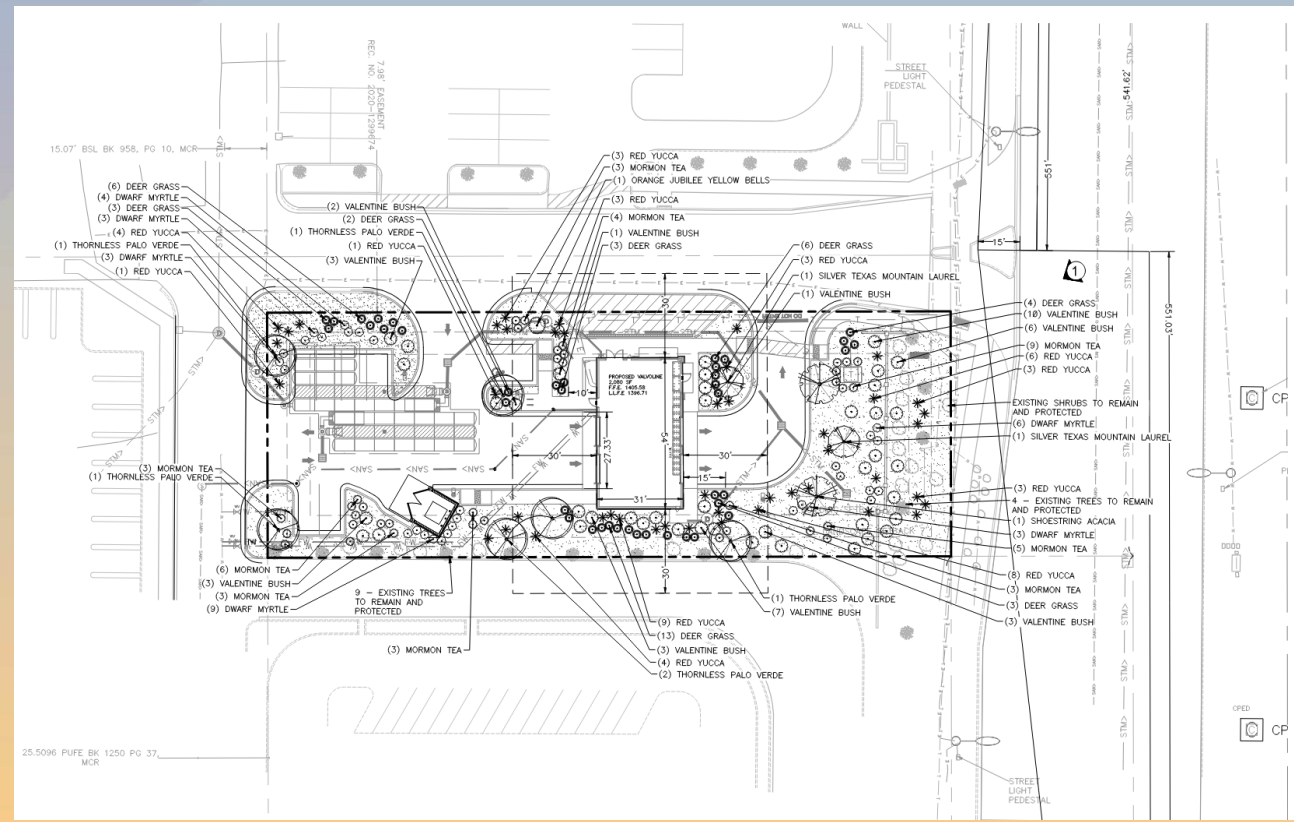 WALL
STREET
LIGHT
PEDESTAL
7.98' EASEMENT
REC. NO. 2020-1299674
15.07' BSL BK 958, PG 10, MCR
541.62'
551'
551.03'
15'
1
(6) DEER GRASS
(4) DWARF MYRTLE
(3) DEER GRASS
(3) DWARF MYRTLE
(4) RED YUCCA
(1) THORNLESS PALO VERDE
(3) DWARF MYRTLE
(1) RED YUCCA
(2) VALENTINE BUSH
(2) DEER GRASS
(1) THORNLESS PALO VERDE
(1) RED YUCCA
(3) VALENTINE BUSH
(3) RED YUCCA
(3) MORMON TEA
(1) ORANGE JUBILEE YELLOW BELLS
(3) RED YUCCA
(4) MORMON TEA
(1) VALENTINE BUSH
(3) DEER GRASS
(6) DEER GRASS
(3) RED YUCCA
(1) SILVER TEXAS MOUNTAIN LAUREL
(1) VALENTINE BUSH
(4) DEER GRASS
(10) VALENTINE BUSH
(6) VALENTINE BUSH
(9) MORMON TEA
(6) RED YUCCA
(3) RED YUCCA
EXISTING SHRUBS TO REMAIN
AND PROTECTED
(6) DWARF MYRTLE
(1) SILVER TEXAS MOUNTAIN LAUREL
(3) RED YUCCA
4 - EXISTING TREES TO REMAIN
AND PROTECTED
(1) SHOESTRING ACACIA
(3) DWARF MYRTLE
(5) MORMON TEA
(8) RED YUCCA
(3) MORMON TEA
(3) DEER GRASS
(3) VALENTINE BUSH
PROPOSED VALVOLINE
2,080 SF
F.F.E. 1405.58
L.L.F.E 1396.71
30'
10'
27.33'
54'
30'
30'
15'
31'
30'
DO NOT ENTER
STM>
STM>
<NAS
<NAS
<NAS
(3) MORMON TEA
(1) THORNLESS PALO VERDE
(6) MORMON TEA
(3) VALENTINE BUSH
(3) MORMON TEA
(9) DWARF MYRTLE
9 - EXISTING TREES
TO REMAIN AND
PROTECTED
(3) MORMON TEA
(1) THORNLESS PALO VERDE
(7) VALENTINE BUSH
(9) RED YUCCA
(13) DEER GRASS
(3) VALENTINE BUSH
(4) RED YUCCA
(2) THORNLESS PALO VERDE
25.5096 PUFE BK 1250 PG 37,
MCR
STREET
LIGHT
PEDESTAL
C CP
CPED
C CP